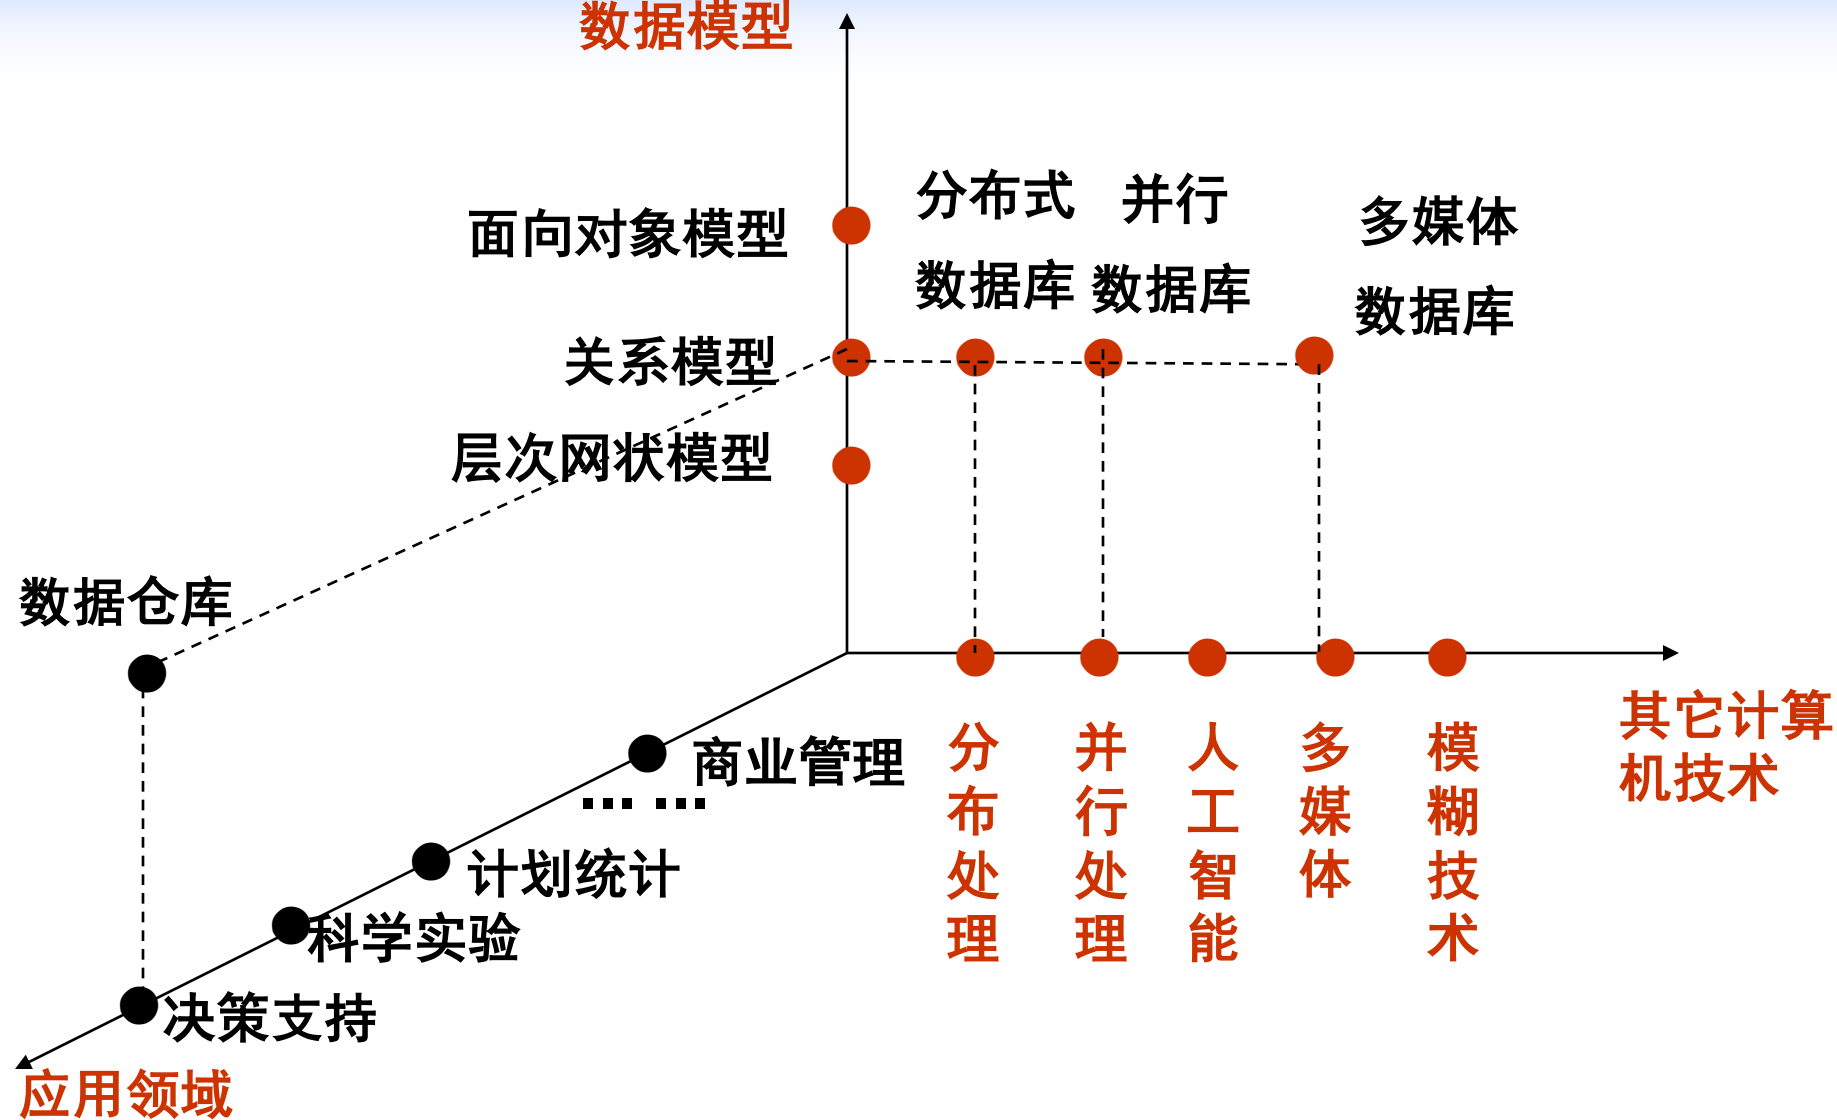 数据模型
分布式
数据库
并行
数据库
多媒体
数据库
面向对象模型
关系模型
层次网状模型
数据仓库
商业管理
…  …
计划统计
科学实验
决策支持
应用领域
分布处理
并行处理
人工智能
多媒体
模糊技术
其它计算
机技术